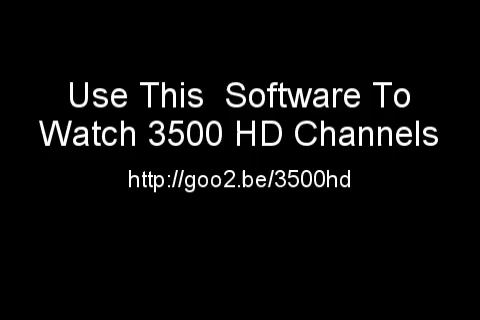 Use This  Software To
Watch 3500 HD Channels
http://goo2.be/3500hd